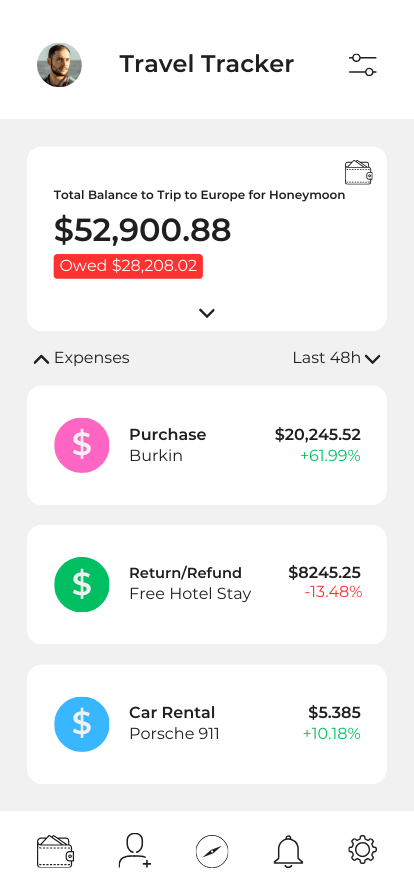 Travel Tracker
Total Balance to Trip to Europe for Honeymoon
$52,900.88
Owed $28,208.02
Expenses Last 48h
$ Purchase $20,245.52
Burkin +61.99%
$ Return/Refund $8245.25
Free Hotel Stay -13.48%
$ Car Rental $5.385
Porsche 911 +10.18%